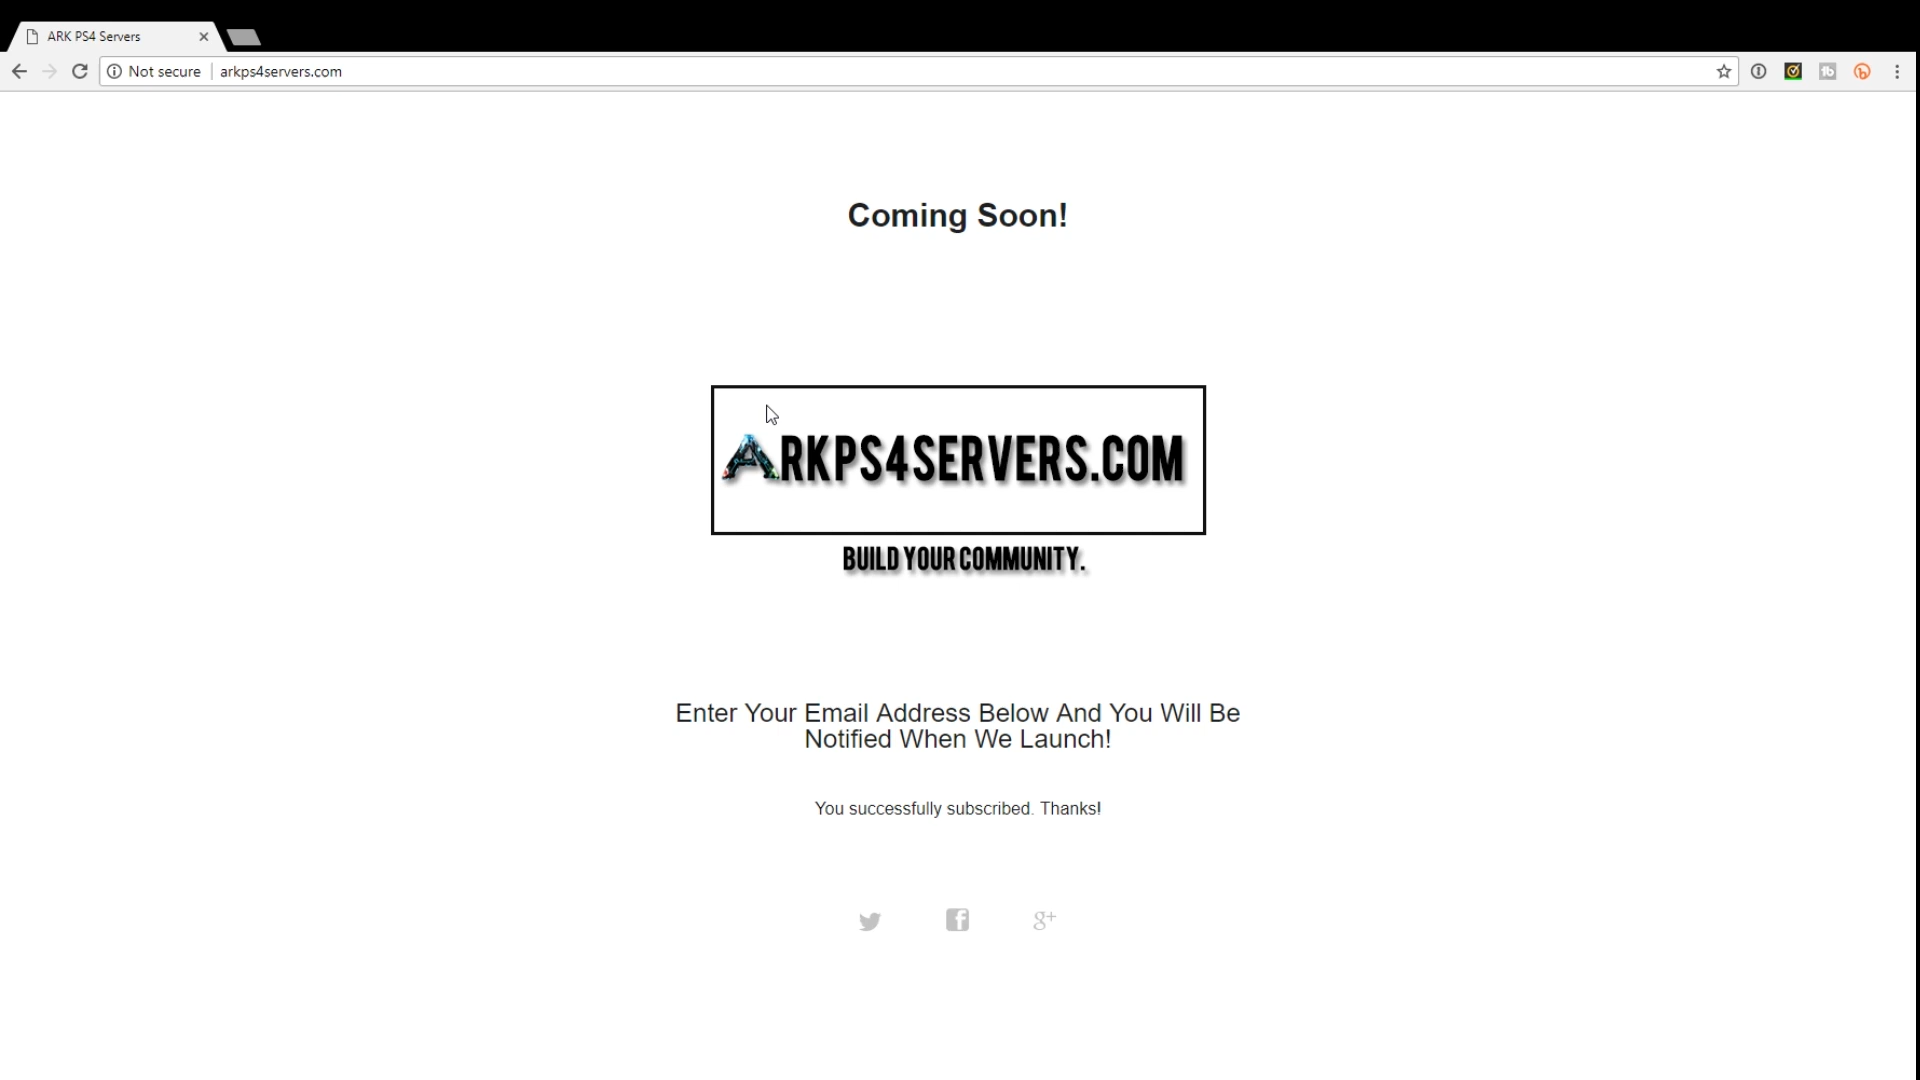 ARK PS4 Servers
Not secure
arkps4servers.com
Coming Soon!
ARKPS4SERVERS.COM
BUILD YOUR COMMUNITY.
Enter Your Email Address Below And You Will Be
Notified When We Launch!
You successfully subscribed. Thanks!